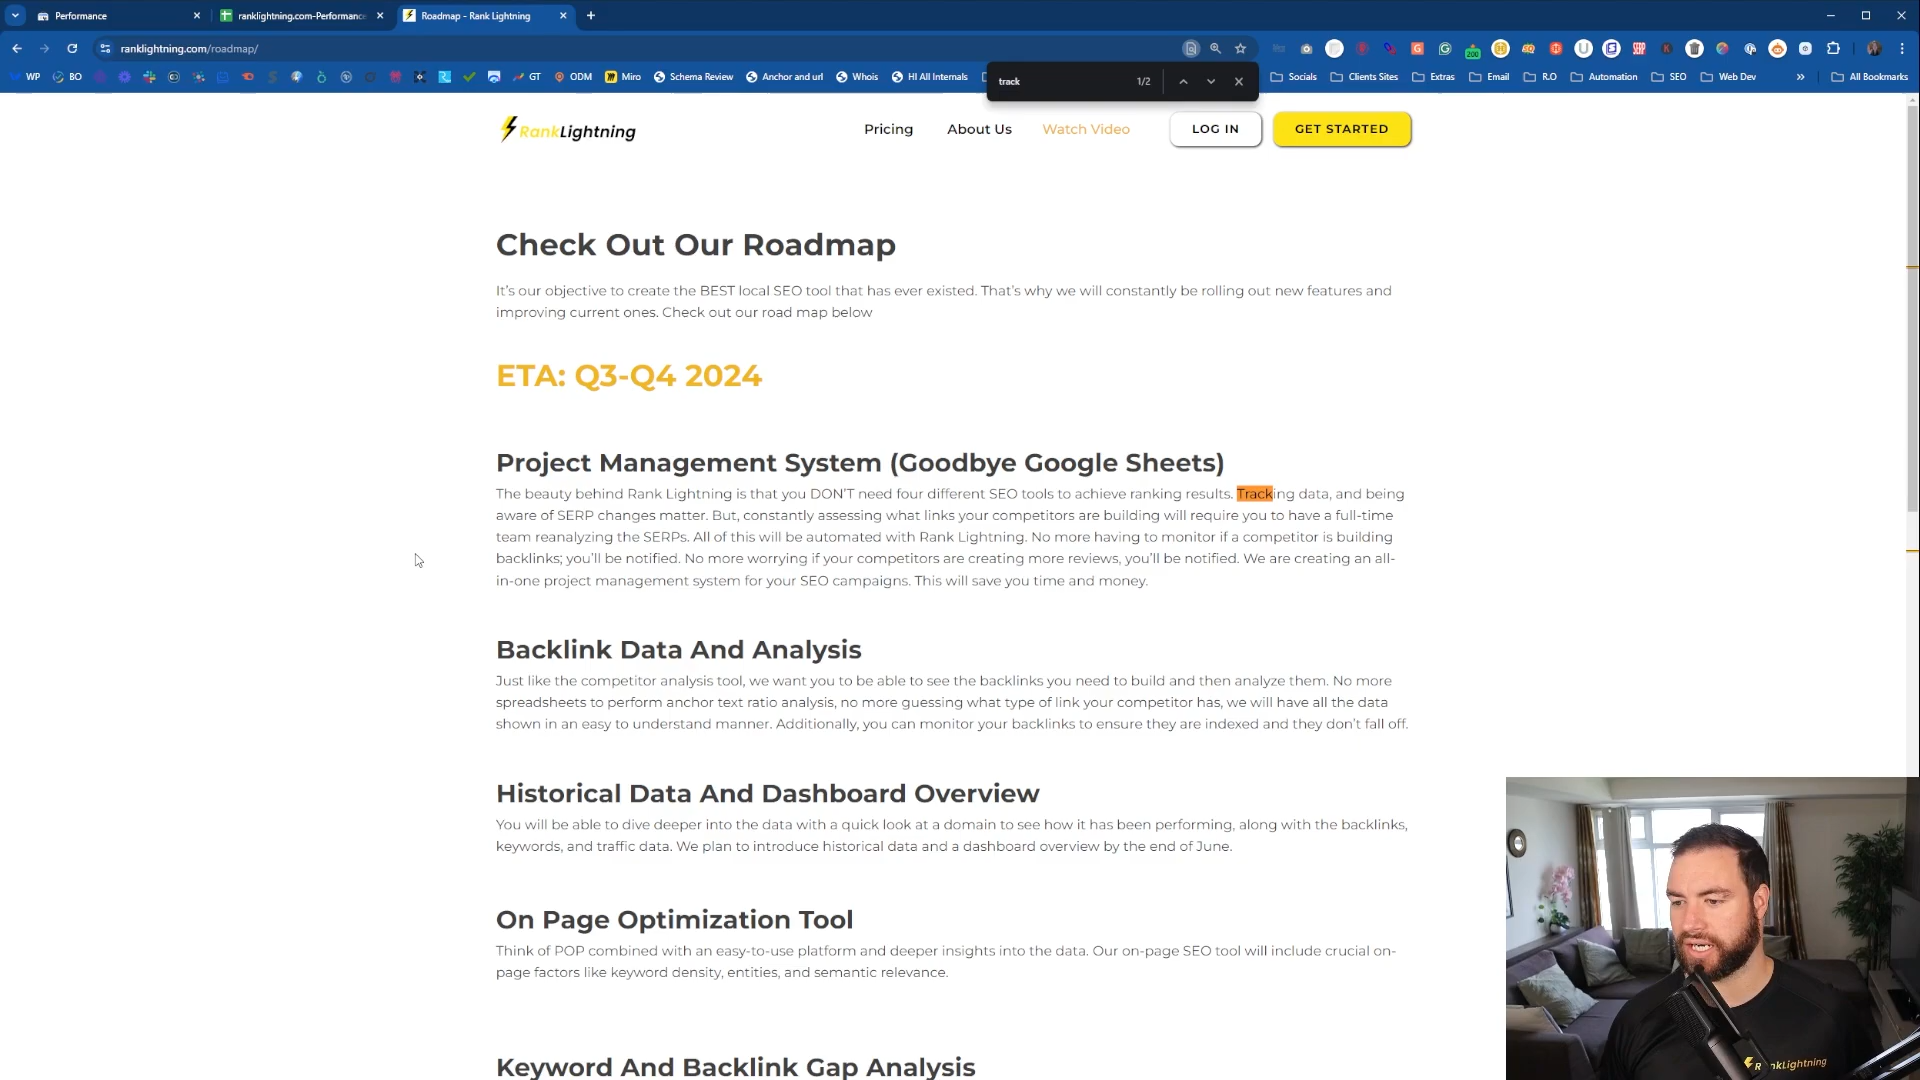 Performance
ranklightning.com-Performance
Roadmap - Rank Lightning
ranklightning.com/roadmap/
WP
BO
GT
ODM
Miro
Schema Review
Anchor and url
Whois
HI All Internals
Socials
Clients Sites
Extras
Email
R.O
Automation
SEO
Web Dev
All Bookmarks
track
1/2
RankLightning
Pricing
About Us
Watch Video
LOG IN
GET STARTED
Check Out Our Roadmap
It's our objective to create the BEST local SEO tool that has ever existed. That's why we will constantly be rolling out new features and
improving current ones. Check out our road map below
ETA: Q3-Q4 2024
Project Management System (Goodbye Google Sheets)
The beauty behind Rank Lightning is that you DON'T need four different SEO tools to achieve ranking results. Tracking data, and being
aware of SERP changes matter. But, constantly assessing what links your competitors are building will require you to have a full-time
team reanalyzing the SERPs. All of this will be automated with Rank Lightning. No more having to monitor if a competitor is building
backlinks; you'll be notified. No more worrying if your competitors are creating more reviews, you'll be notified. We are creating an all-
in-one project management system for your SEO campaigns. This will save you time and money.
Backlink Data And Analysis
Just like the competitor analysis tool, we want you to be able to see the backlinks you need to build and then analyze them. No more
spreadsheets to perform anchor text ratio analysis, no more guessing what type of link your competitor has, we will have all the data
shown in an easy to understand manner. Additionally, you can monitor your backlinks to ensure they are indexed and they don't fall off.
Historical Data And Dashboard Overview
You will be able to dive deeper into the data with a quick look at a domain to see how it has been performing, along with the backlinks,
keywords, and traffic data. We plan to introduce historical data and a dashboard overview by the end of June.
On Page Optimization Tool
Think of POP combined with an easy-to-use platform and deeper insights into the data. Our on-page SEO tool will include crucial on-
page factors like keyword density, entities, and semantic relevance.
Keyword And Backlink Gap Analysis